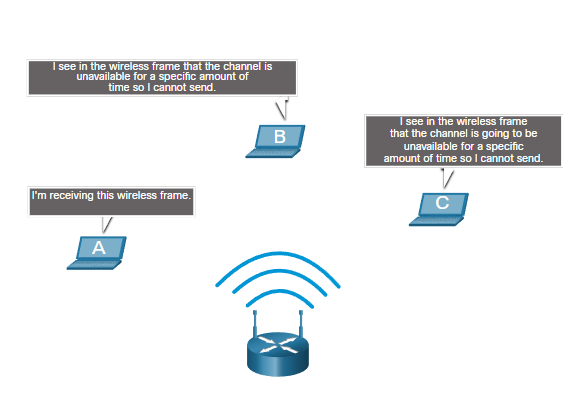 I see in the wireless frame that the channel is
unavailable for a specific amount of
time so I cannot send.
B
I see in the wireless frame
that the channel is going to be
unavailable for a specific
amount of time so I cannot send.
C
I'm receiving this wireless frame.
A